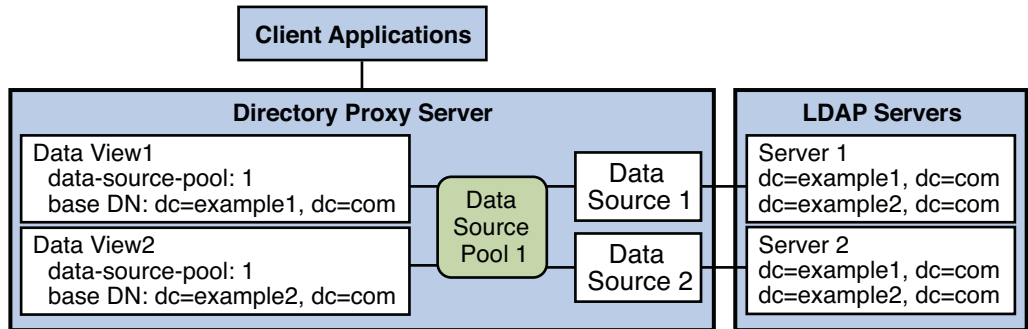 Client Applications
Directory Proxy Server
Data View1
data-source-pool: 1
base DN: dc=example1, dc=com
Data View2
data-source-pool: 1
base DN: dc=example2, dc=com
Data
Source
Pool 1
Data
Source 1
Data
Source 2
LDAP Servers
Server 1
dc=example1, dc=com
dc=example2, dc=com
Server 2
dc=example1, dc=com
dc=example2, dc=com